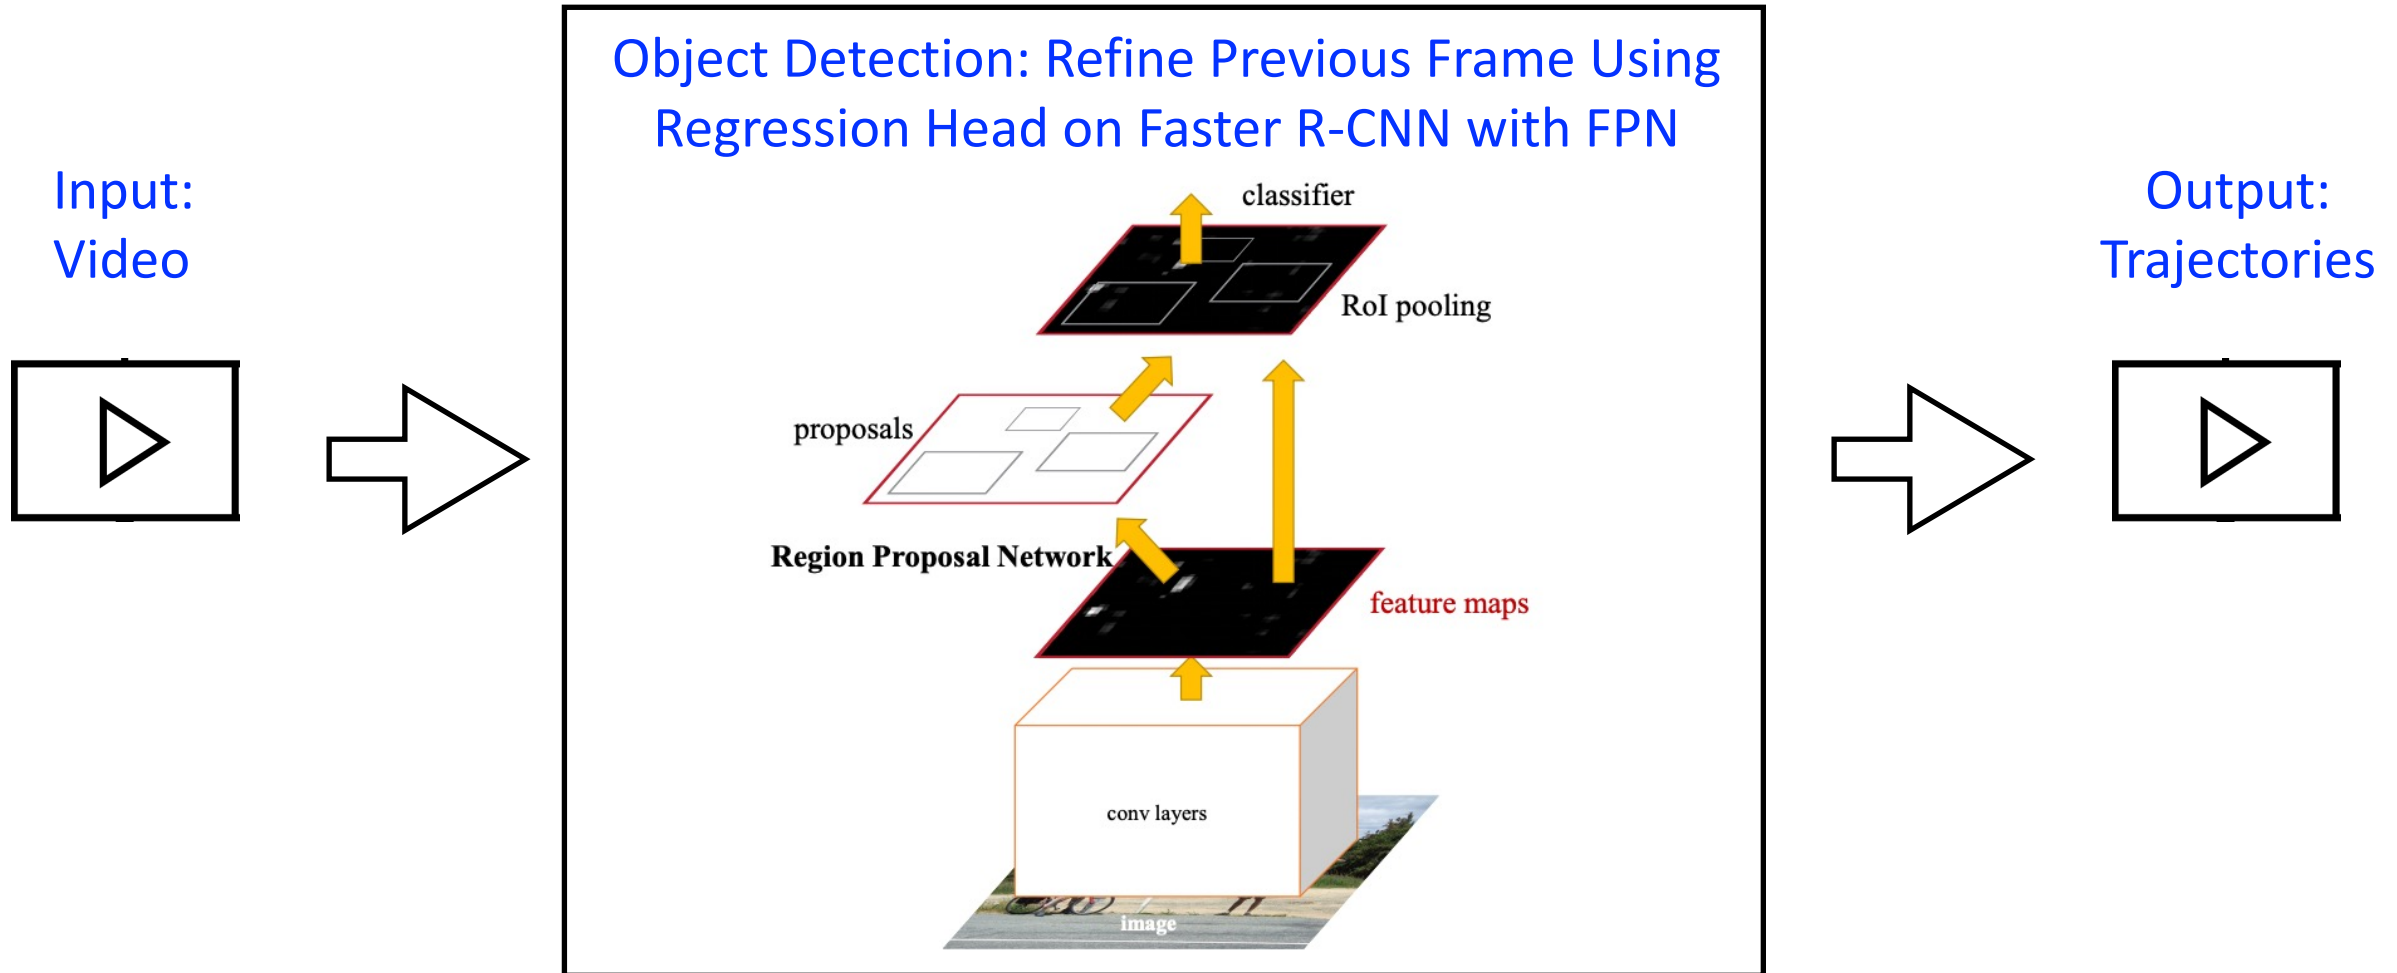 Object Detection: Refine Previous Frame Using
Regression Head on Faster R-CNN with FPN
Input:
Video
classifier
RoI pooling
proposals
Region Proposal Network
feature maps
conv layers
image
Output:
Trajectories